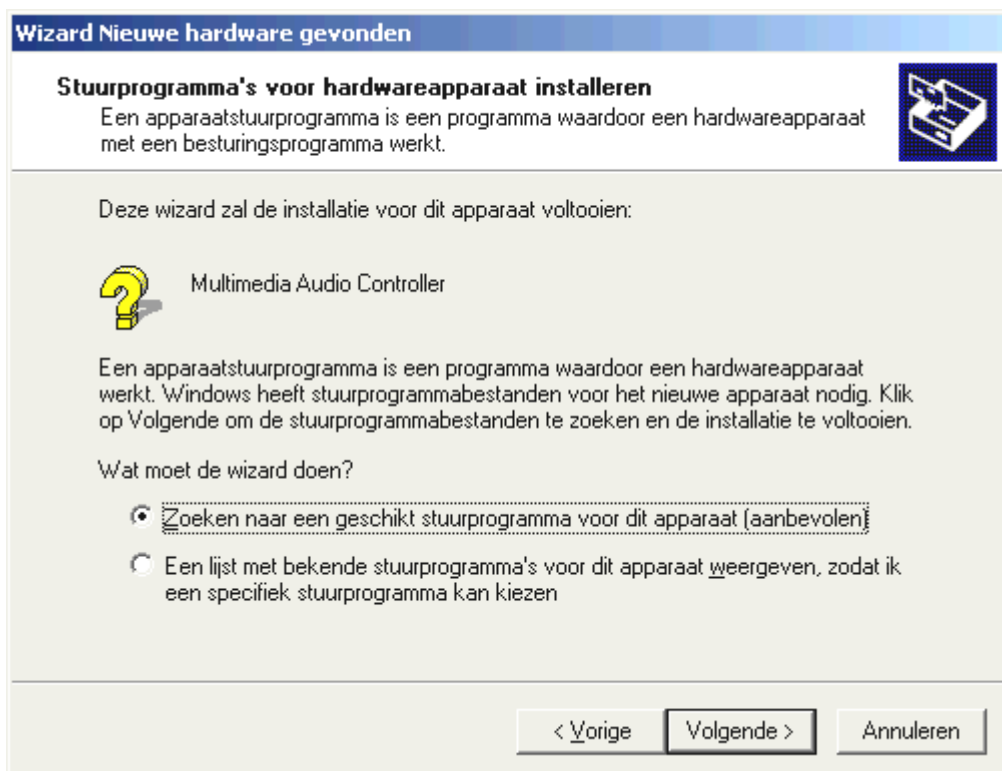 Wizard Nieuwe hardware gevonden
Stuurprogramma's voor hardwareapparaat installeren
Een apparaatstuurprogramma is een programma waardoor een hardwareapparaat
met een besturingsprogramma werkt.
Deze wizard zal de installatie voor dit apparaat voltooien:
Multimedia Audio Controller
Een apparaatstuurprogramma is een programma waardoor een hardwareapparaat
werkt. Windows heeft stuurprogrammabestanden voor het nieuwe apparaat nodig. Klik
op Volgende om de stuurprogrammabestanden te zoeken en de installatie te voltooien.
Wat moet de wizard doen?
Zoeken naar een geschikt stuurprogramma voor dit apparaat (aanbevolen)
Een lijst met bekende stuurprogramma's voor dit apparaat weergeven, zodat ik
een specifiek stuurprogramma kan kiezen
< Vorige
Volgende >
Annuleren